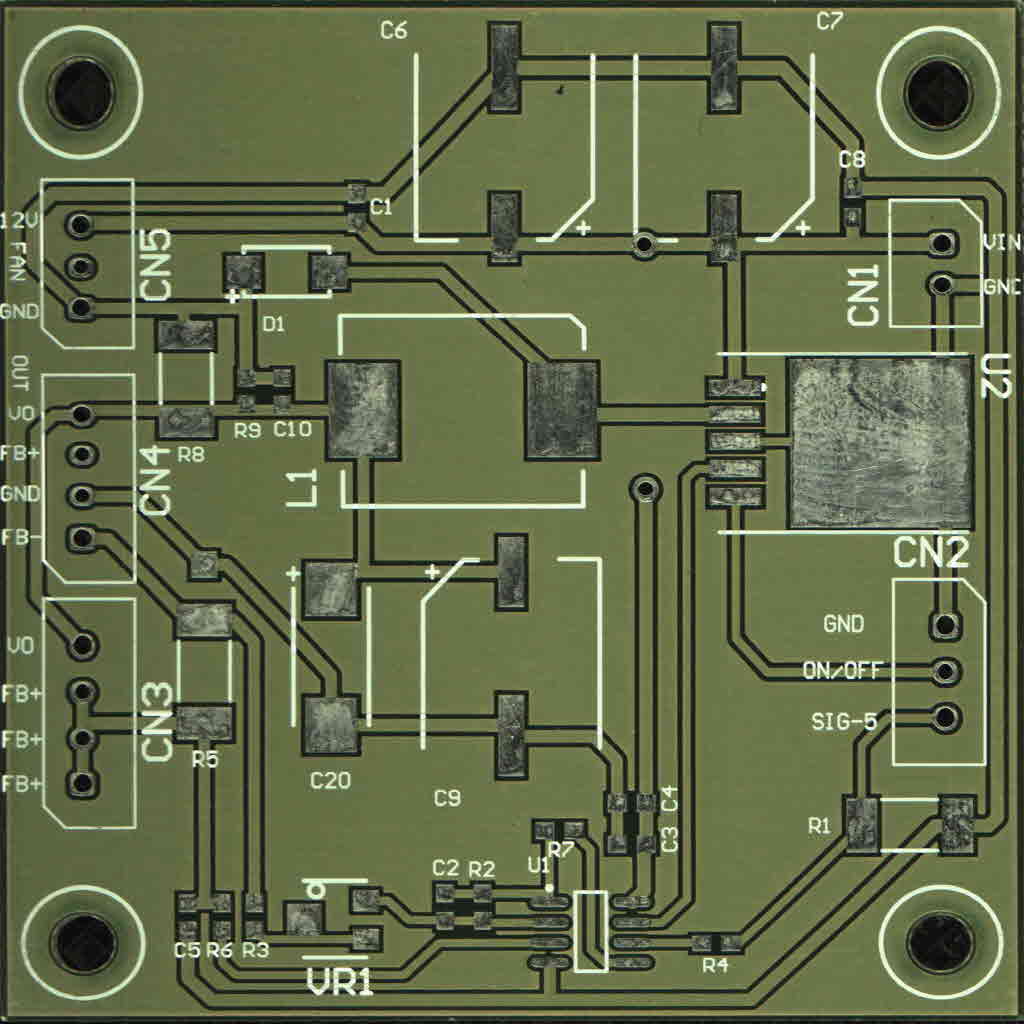 C6
C7
C8
12V
FAN
GND
C1
CN5
VIN
GND
CN1
D1
OUT
VO
FB+
GND
FB-
CN4
R8
R9
C10
L1
U2
CN2
GND
ON/OFF
SIG-5
+
+
+
+
+
VO
FB+
FB+
FB+
CN3
R5
C20
C9
C4
C3
R7
U1
R1
C2
R2
C5
R6
R3
VR1
R4